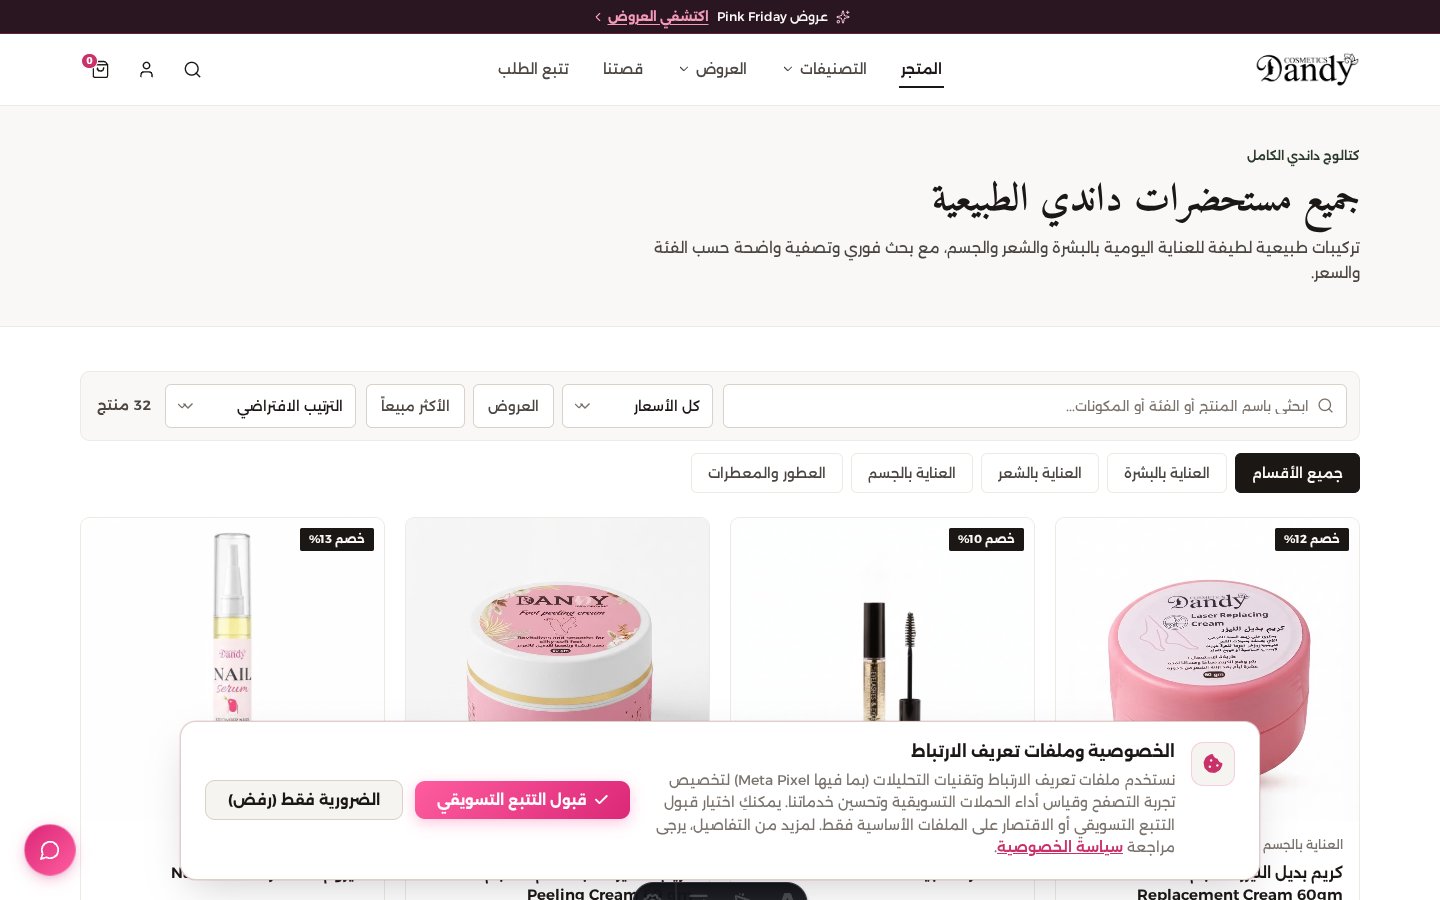 عروض Pink Friday اكتشفي العروض
Dandy
COSMETICS
المتجر
التصنيفات
العروض
قصتنا
تتبع الطلب
0
كتالوج داندي الكامل
جميع مستحضرات داندي الطبيعية
تركيبات طبيعية لطيفة للعناية اليومية بالبشرة والشعر والجسم، مع بحث فوري وتصفية واضحة حسب الفئة
والسعر.
ابحثي باسم المنتج أو الفئة أو المكونات...
كل الأسعار
العروض
الأكثر مبيعاً
الترتيب الافتراضي
32 منتج
جميع الأقسام
العناية بالبشرة
العناية بالشعر
العناية بالجسم
العطور والمعطرات
خصم 12%
خصم 10%
خصم 13%
Dandy
COSMETICS
Laser Replacing
Cream
كريم بديل الليزر
60 gm
DANDY
Foot peeling cream
Dandy
NAIL
serum
الخصوصية وملفات تعريف الارتباط
نستخدم ملفات تعريف الارتباط وتقنيات التحليلات (بما فيها Meta Pixel) لتخصيص
تجربة التصفح وقياس أداء الحملات التسويقية وتحسين خدماتنا. يمكنك اختيار قبول
التتبع التسويقي أو الاقتصار على الملفات الأساسية فقط. لمزيد من التفاصيل، يرجى
مراجعة سياسة الخصوصية.
قبول التتبع التسويقي
الضرورية فقط (رفض)
العناية بالجسم
كريم بديل
Replacement Cream 60gm
Peeling Cream